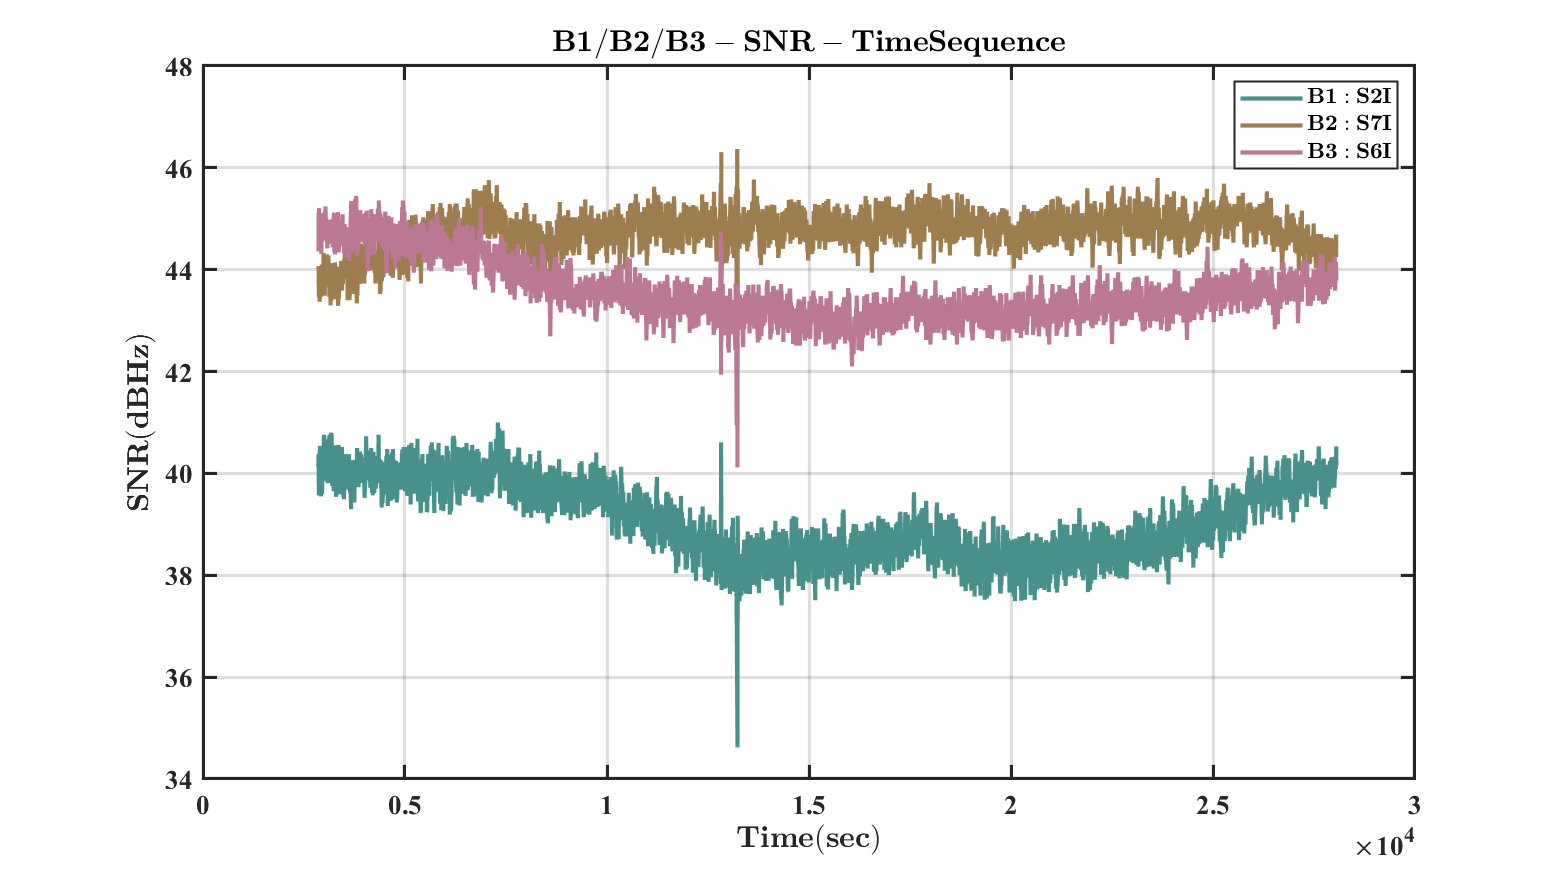 B1/B2/B3 − SNR − TimeSequence
B1 : S2I
B2 : S7I
B3 : S6I
SNR(dBHz)
48
46
44
42
40
38
36
34
0 0.5 1 1.5 2 2.5 3
Time(sec)
×10⁴